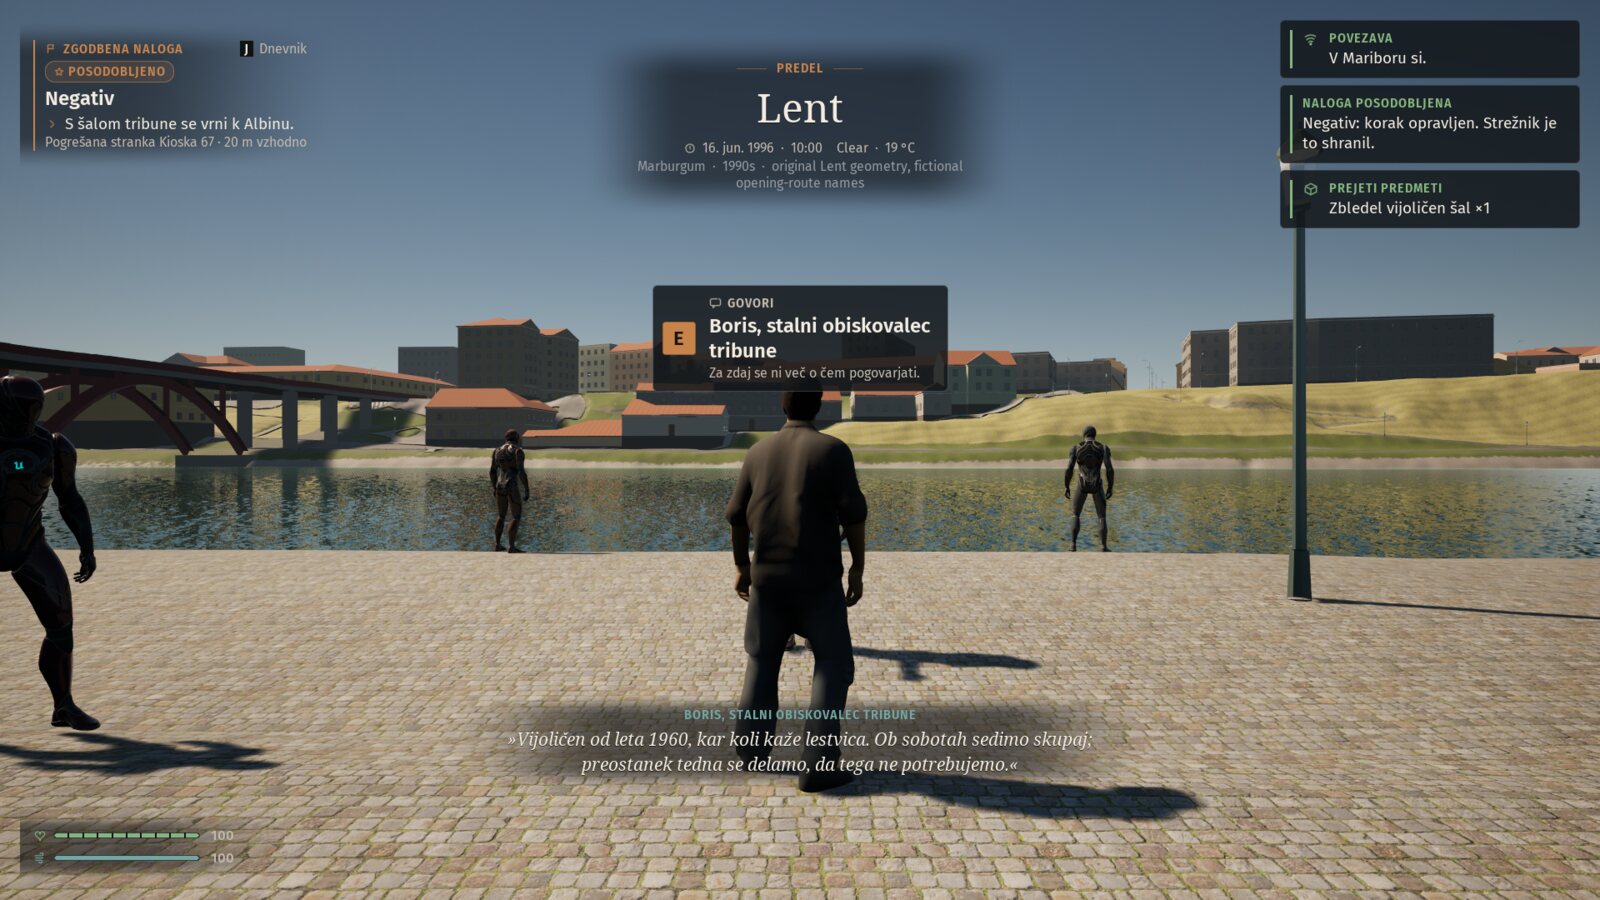 ZGODBENA NALOGA
J Dnevnik
POSODOBLJENO
Negativ
S šalom tribune se vrni k Albinu.
Pogrešana stranka Kioska 67 · 20 m vzhodno
PREDEL
Lent
16. jun. 1996 · 10:00 Clear · 19 °C
Marburgum · 1990s · original Lent geometry, fictional
opening-route names
POVEZAVA
V Mariboru si.
NALOGA POSODOBLJENA
Negativ: korak opravljen. Strežnik je
to shranil.
PREJETI PREDMETI
Zbledel vijoličen šal ×1
GOVORI
E
Boris, stalni obiskovalec
tribune
Za zdaj se ni več o čem pogovarjati.
u
BORIS, STALNI OBISKOVALEC TRIBUNE
»Vijoličen od leta 1960, kar koli kaže lestvica. Ob sobotah sedimo skupaj;
preostanek tedna se delamo, da tega ne potrebujemo.«
100
100